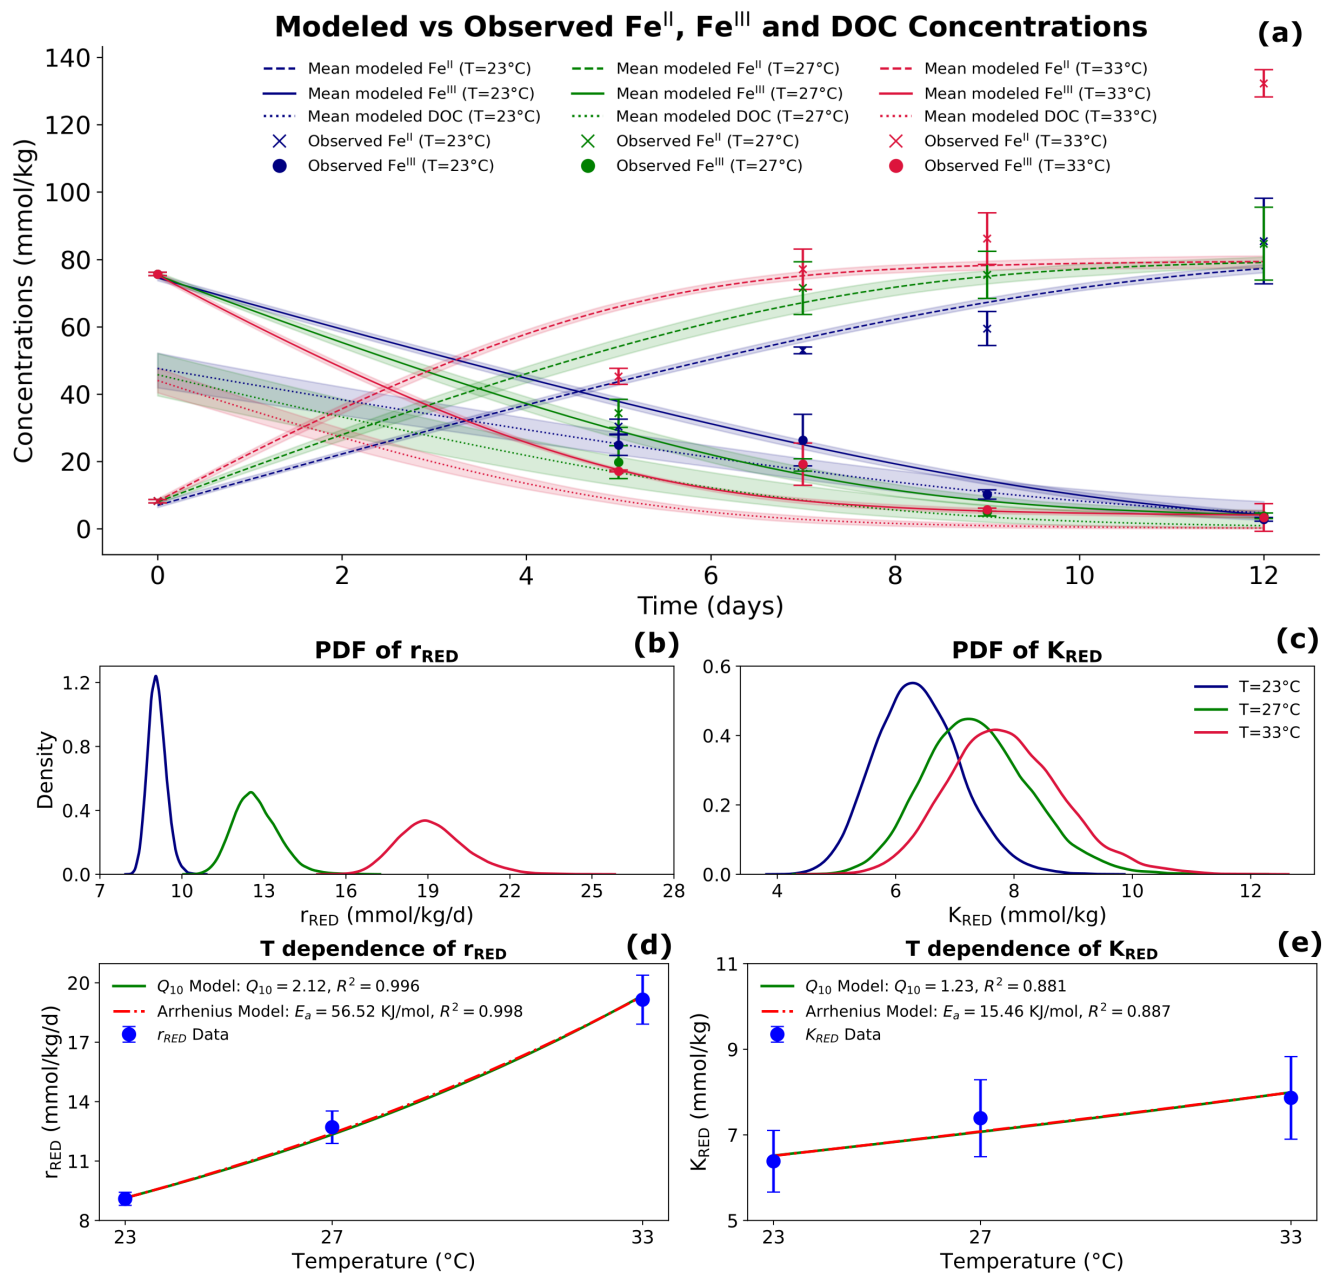 Modeled vs Observed Fe^II, Fe^III and DOC Concentrations
(a)
Concentrations (mmol/kg)
140
120
100
80
60
40
20
0
Mean modeled Fe^II (T=23°C)
Mean modeled Fe^III (T=23°C)
Mean modeled DOC (T=23°C)
Observed Fe^II (T=23°C)
Observed Fe^III (T=23°C)
Mean modeled Fe^II (T=27°C)
Mean modeled Fe^III (T=27°C)
Mean modeled DOC (T=27°C)
Observed Fe^II (T=27°C)
Observed Fe^III (T=27°C)
Mean modeled Fe^II (T=33°C)
Mean modeled Fe^III (T=33°C)
Mean modeled DOC (T=33°C)
Observed Fe^II (T=33°C)
Observed Fe^III (T=33°C)
0 2 4 6 8 10 12
Time (days)
PDF of r_RED
(b)
Density
1.2
0.8
0.4
0.0
7 10 13 16 19 22 25 28
r_RED (mmol/kg/d)
PDF of K_RED
(c)
0.6
0.4
0.2
0.0
T=23°C
T=27°C
T=33°C
4 6 8 10 12
K_RED (mmol/kg)
T dependence of r_RED
(d)
r_RED (mmol/kg/d)
20
17
14
11
8
Q_10 Model: Q_10 = 2.12, R^2 = 0.996
Arrhenius Model: E_a = 56.52 KJ/mol, R^2 = 0.998
r_RED Data
23 27 33
Temperature (°C)
T dependence of K_RED
(e)
K_RED (mmol/kg)
11
9
7
5
Q_10 Model: Q_10 = 1.23, R^2 = 0.881
Arrhenius Model: E_a = 15.46 KJ/mol, R^2 = 0.887
K_RED Data
23 27 33
Temperature (°C)